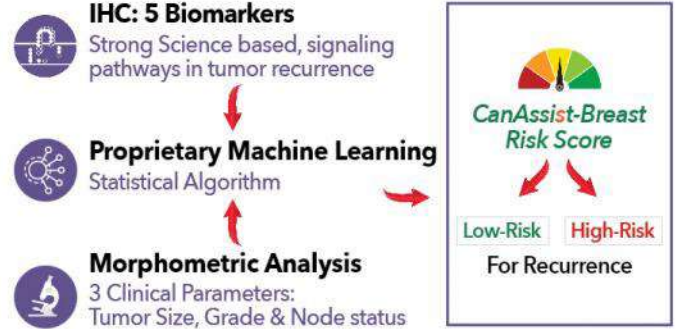 IHC: 5 Biomarkers
Strong Science based, signaling
pathways in tumor recurrence
Proprietary Machine Learning
Statistical Algorithm
Morphometric Analysis
3 Clinical Parameters:
Tumor Size, Grade & Node status
CanAssist-Breast
Risk Score
Low-Risk
High-Risk
For Recurrence